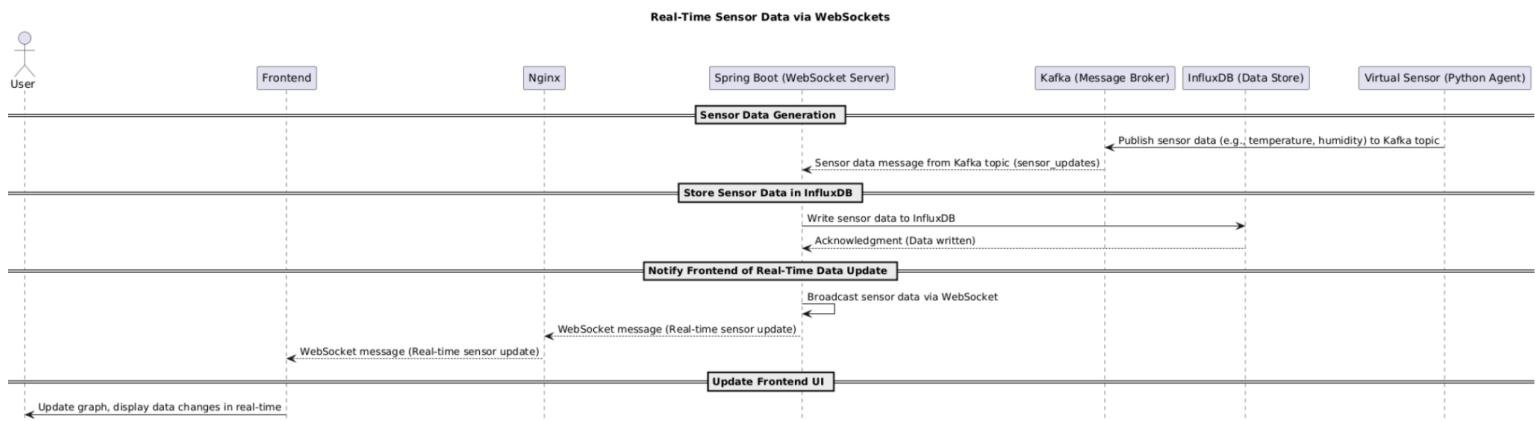 Real-Time Sensor Data via WebSockets
User
Frontend
Nginx
Spring Boot (WebSocket Server)
Kafka (Message Broker)
InfluxDB (Data Store)
Virtual Sensor (Python Agent)
Sensor Data Generation
Publish sensor data (e.g., temperature, humidity) to Kafka topic
Sensor data message from Kafka topic (sensor_updates)
Store Sensor Data in InfluxDB
Write sensor data to InfluxDB
Acknowledgment (Data written)
Notify Frontend of Real-Time Data Update
Broadcast sensor data via WebSocket
WebSocket message (Real-time sensor update)
WebSocket message (Real-time sensor update)
Update Frontend UI
Update graph, display data changes in real-time